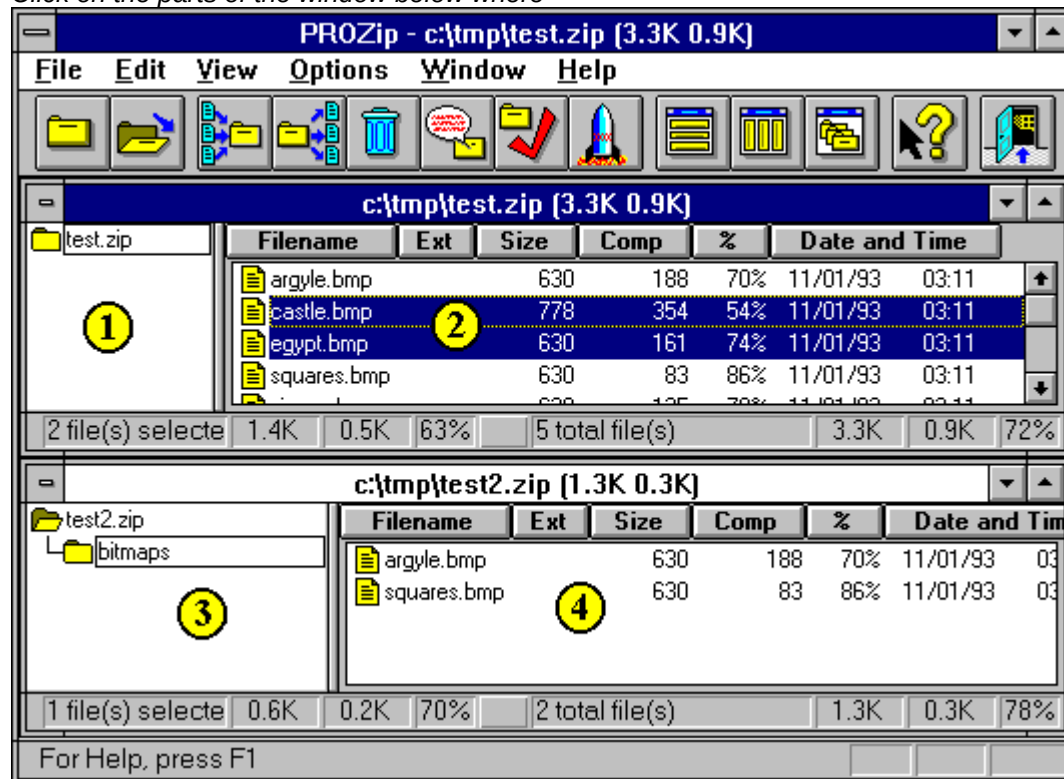 Click on the parts of the window below where
PROZip - c:\tmp\test.zip (3.3K 0.9K)
File Edit View Options Window Help
c:\tmp\test.zip (3.3K 0.9K)
test.zip
Filename Ext Size Comp % Date and Time
argyle.bmp 630 188 70% 11/01/93 03:11
1
castle.bmp 778 354 54% 11/01/93 03:11
2
egypt.bmp 630 161 74% 11/01/93 03:11
squares.bmp 630 83 86% 11/01/93 03:11
2 file(s) selecte 1.4K 0.5K 63% 5 total file(s) 3.3K 0.9K 72%
c:\tmp\test2.zip (1.3K 0.3K)
test2.zip
bitmaps
Filename Ext Size Comp % Date and Tim
argyle.bmp 630 188 70% 11/01/93 03
squares.bmp 630 83 86% 11/01/93 03
3
4
1 file(s) selecte 0.6K 0.2K 70% 2 total file(s) 1.3K 0.3K 78%
For Help, press F1